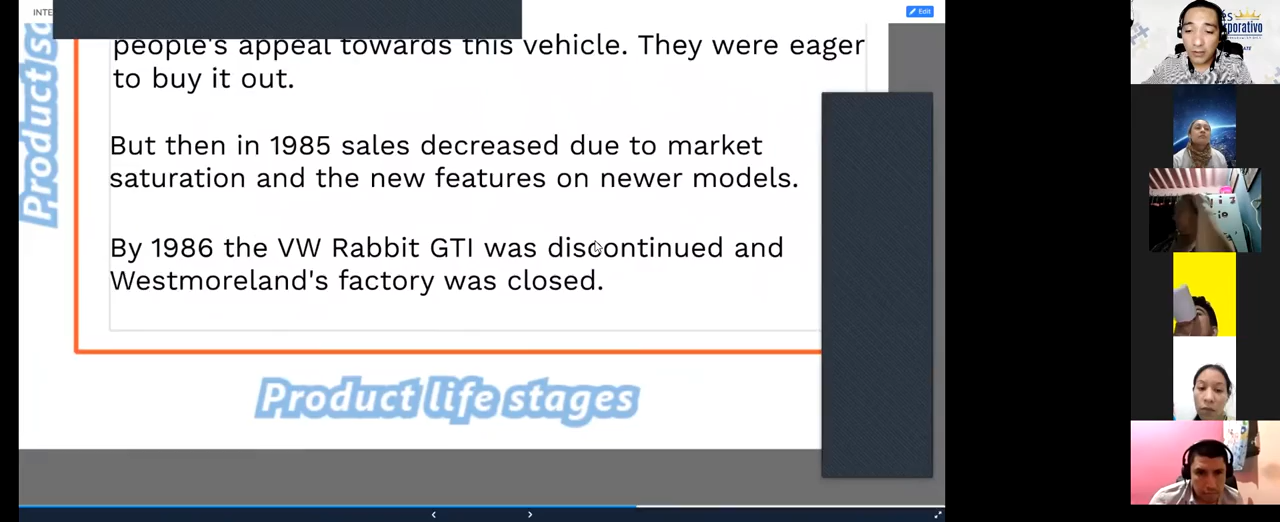 INTE
Edit
people's appeal towards this vehicle. They were eager
to buy it out.
But then in 1985 sales decreased due to market
saturation and the new features on newer models.
By 1986 the VW Rabbit GTI was discontinued and
Westmoreland's factory was closed.
Product life stages